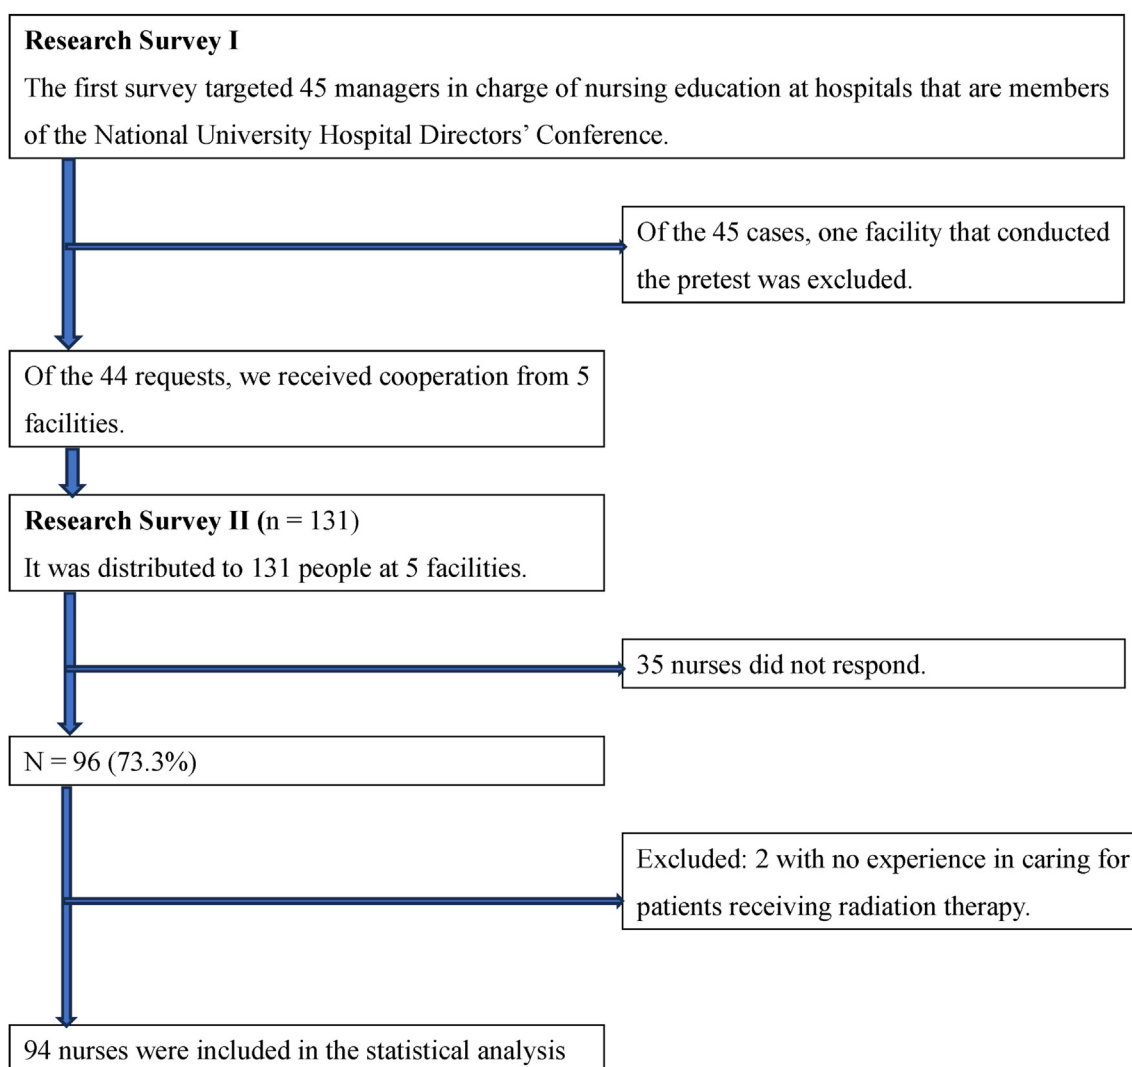 Research Survey I
The first survey targeted 45 managers in charge of nursing education at hospitals that are members
of the National University Hospital Directors’ Conference.
Of the 45 cases, one facility that conducted
the pretest was excluded.
Of the 44 requests, we received cooperation from 5
facilities.
Research Survey II (n = 131)
It was distributed to 131 people at 5 facilities.
35 nurses did not respond.
N = 96 (73.3%)
Excluded: 2 with no experience in caring for
patients receiving radiation therapy.
94 nurses were included in the statistical analysis